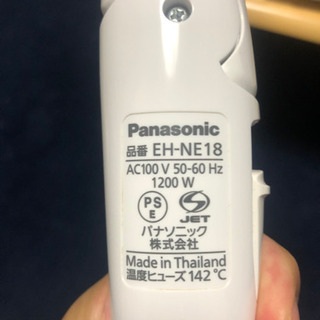 Panasonic
品番 EH-NE18
AC100 V 50-60 Hz
1200 W
PS
E
S
JET
パナソニック
株式会社
Made in Thailand
温度ヒューズ 142 ℃